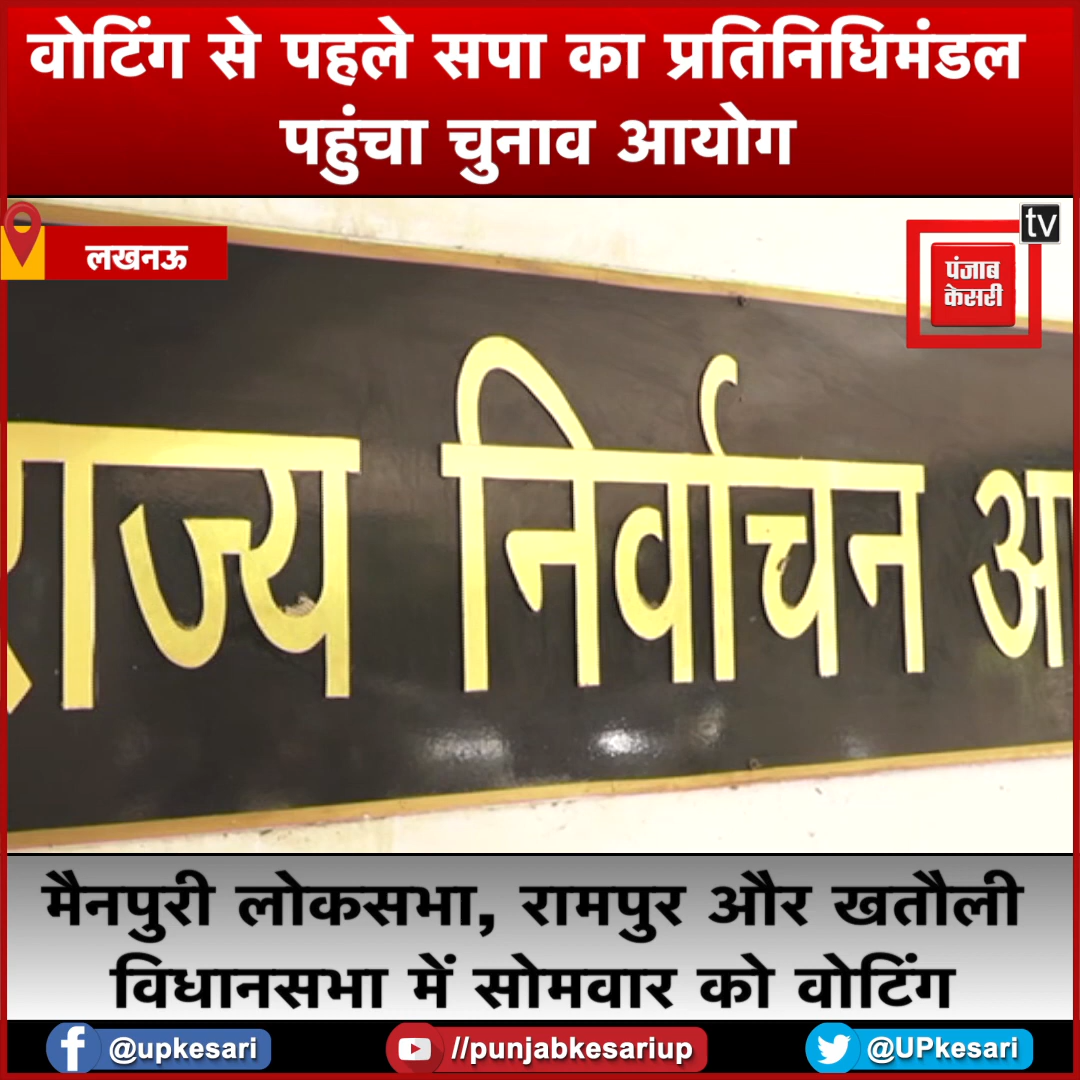 वोटिंग से पहले सपा का प्रतिनिधिमंडल
पहुंचा चुनाव आयोग
लखनऊ
tv
पंजाब
केसरी
राज्य निर्वाचन आ
मैनपुरी लोकसभा, रामपुर और खतौली
विधानसभा में सोमवार को वोटिंग
@upkesari
//punjabkesariup
@UPkesari